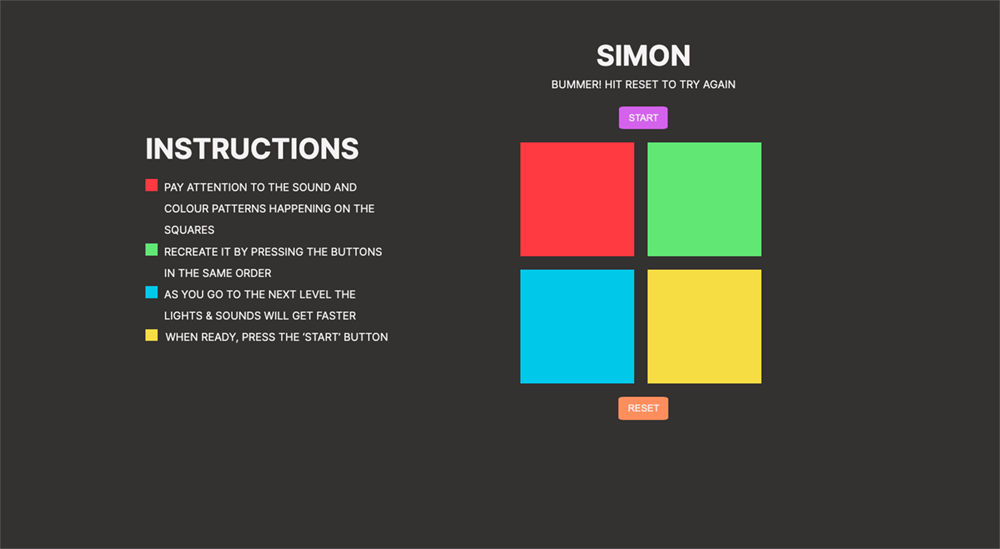 SIMON
BUMMER! HIT RESET TO TRY AGAIN
START
INSTRUCTIONS
PAY ATTENTION TO THE SOUND AND
COLOUR PATTERNS HAPPENING ON THE
SQUARES
RECREATE IT BY PRESSING THE BUTTONS
IN THE SAME ORDER
AS YOU GO TO THE NEXT LEVEL THE
LIGHTS & SOUNDS WILL GET FASTER
WHEN READY, PRESS THE ‘START’ BUTTON
RESET